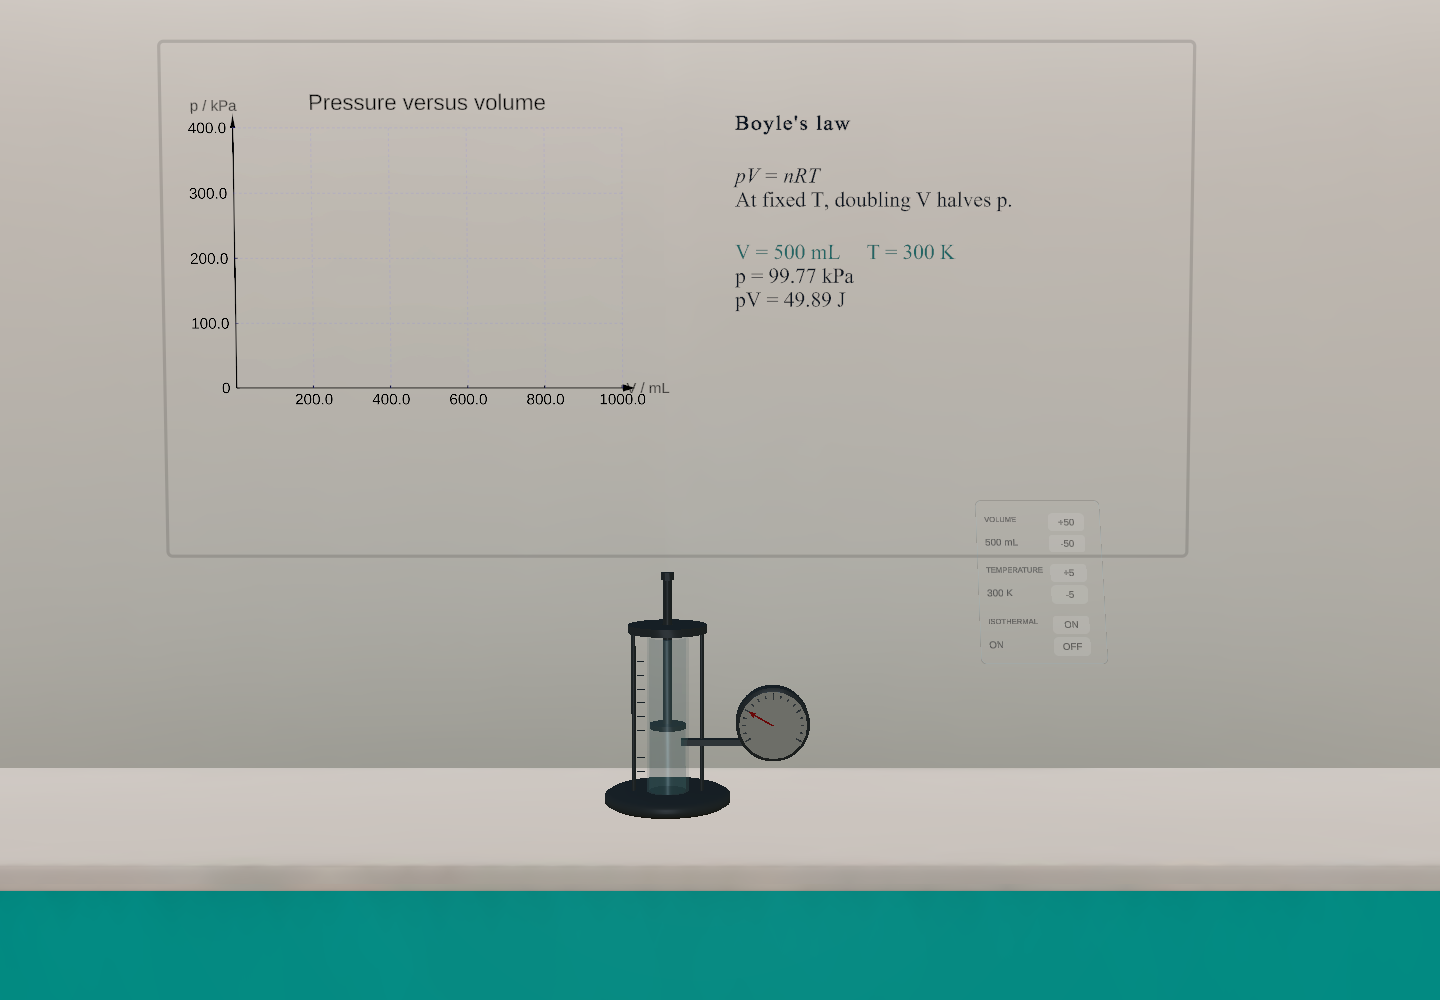 Pressure versus volume
p / kPa
400.0
300.0
200.0
100.0
0
200.0
400.0
600.0
800.0
1000.0
V / mL
Boyle's law
pV = nRT
At fixed T, doubling V halves p.
V = 500 mL T = 300 K
p = 99.77 kPa
pV = 49.89 J
VOLUME +50
500 mL -50
TEMPERATURE +5
300 K -5
ISOTHERMAL ON
ON OFF